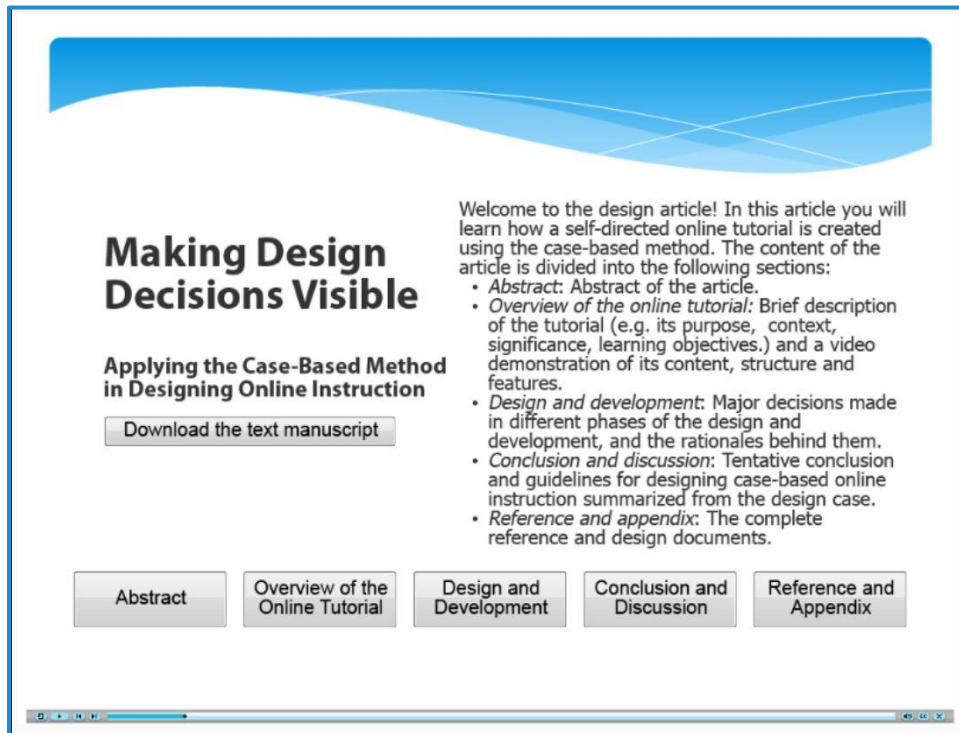 Making Design
Decisions Visible
Applying the Case-Based Method
in Designing Online Instruction
Download the text manuscript
Welcome to the design article! In this article you will
learn how a self-directed online tutorial is created
using the case-based method. The content of the
article is divided into the following sections:
• Abstract: Abstract of the article.
• Overview of the online tutorial: Brief description
of the tutorial (e.g. its purpose, context,
significance, learning objectives.) and a video
demonstration of its content, structure and
features.
• Design and development: Major decisions made
in different phases of the design and
development, and the rationales behind them.
• Conclusion and discussion: Tentative conclusion
and guidelines for designing case-based online
instruction summarized from the design case.
• Reference and appendix: The complete
reference and design documents.
Abstract
Overview of the
Online Tutorial
Design and
Development
Conclusion and
Discussion
Reference and
Appendix
CC